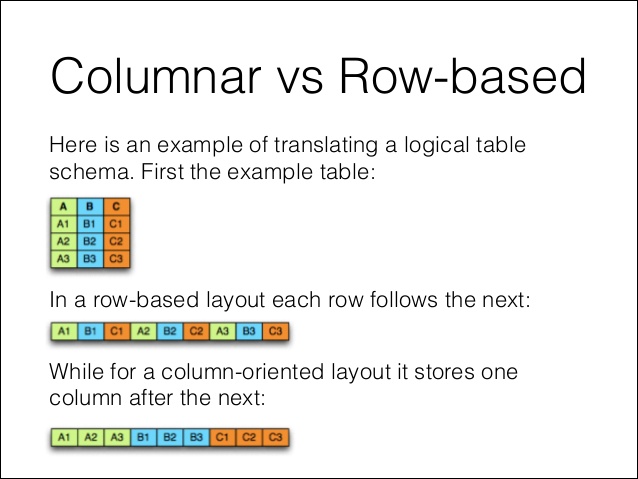 Columnar vs Row-based
Here is an example of translating a logical table
schema. First the example table:
A B C
A1 B1 C1
A2 B2 C2
A3 B3 C3
In a row-based layout each row follows the next:
A1 B1 C1 A2 B2 C2 A3 B3 C3
While for a column-oriented layout it stores one
column after the next:
A1 A2 A3 B1 B2 B3 C1 C2 C3